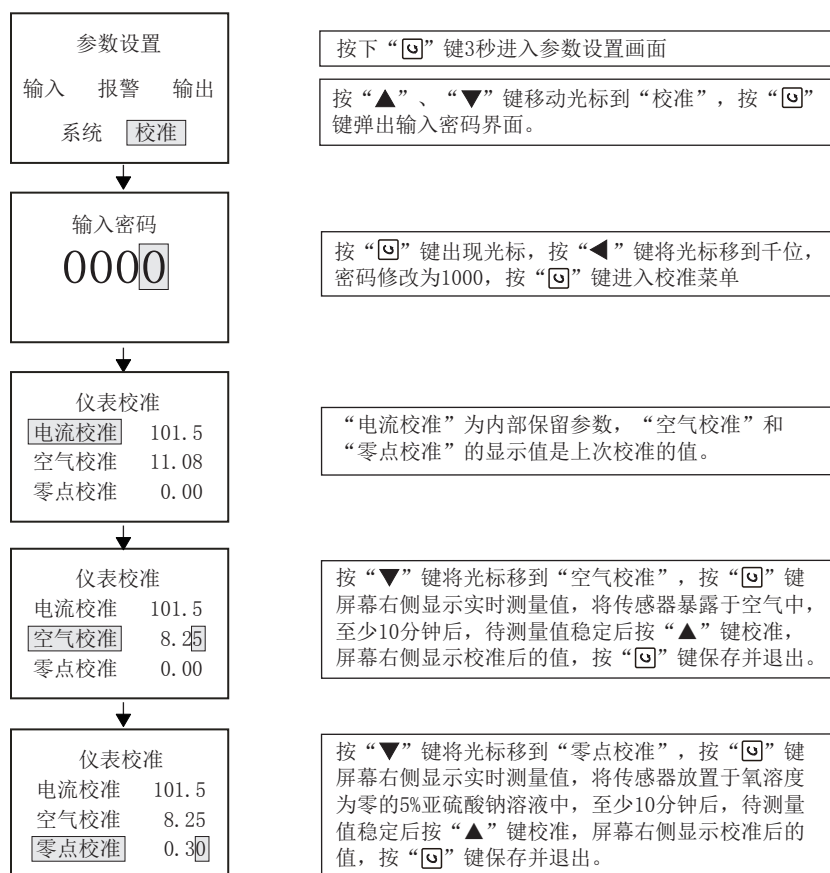 参数设置
输入 报警 输出
系统 校准
按下“”键3秒进入参数设置画面
按“▲”、“▼”键移动光标到“校准”，按“”
键弹出输入密码界面。
输入密码
0000
按“”键出现光标，按“◀”键将光标移到千位，
密码修改为1000，按“”键进入校准菜单
仪表校准
电流校准 101.5
空气校准 11.08
零点校准 0.00
“电流校准”为内部保留参数，“空气校准”和
“零点校准”的显示值是上次校准的值。
仪表校准
电流校准 101.5
空气校准 8.25
零点校准 0.00
按“▼”键将光标移到“空气校准”，按“”键
屏幕右侧显示实时测量值，将传感器暴露于空气中，
至少10分钟后，待测量值稳定后按“▲”键校准，
屏幕右侧显示校准后的值，按“”键保存并退出。
仪表校准
电流校准 101.5
空气校准 8.25
零点校准 0.30
按“▼”键将光标移到“零点校准”，按“”键
屏幕右侧显示实时测量值，将传感器放置于氧溶度
为零的5%亚硫酸钠溶液中，至少10分钟后，待测量
值稳定后按“▲”键校准，屏幕右侧显示校准后的
值，按“”键保存并退出。